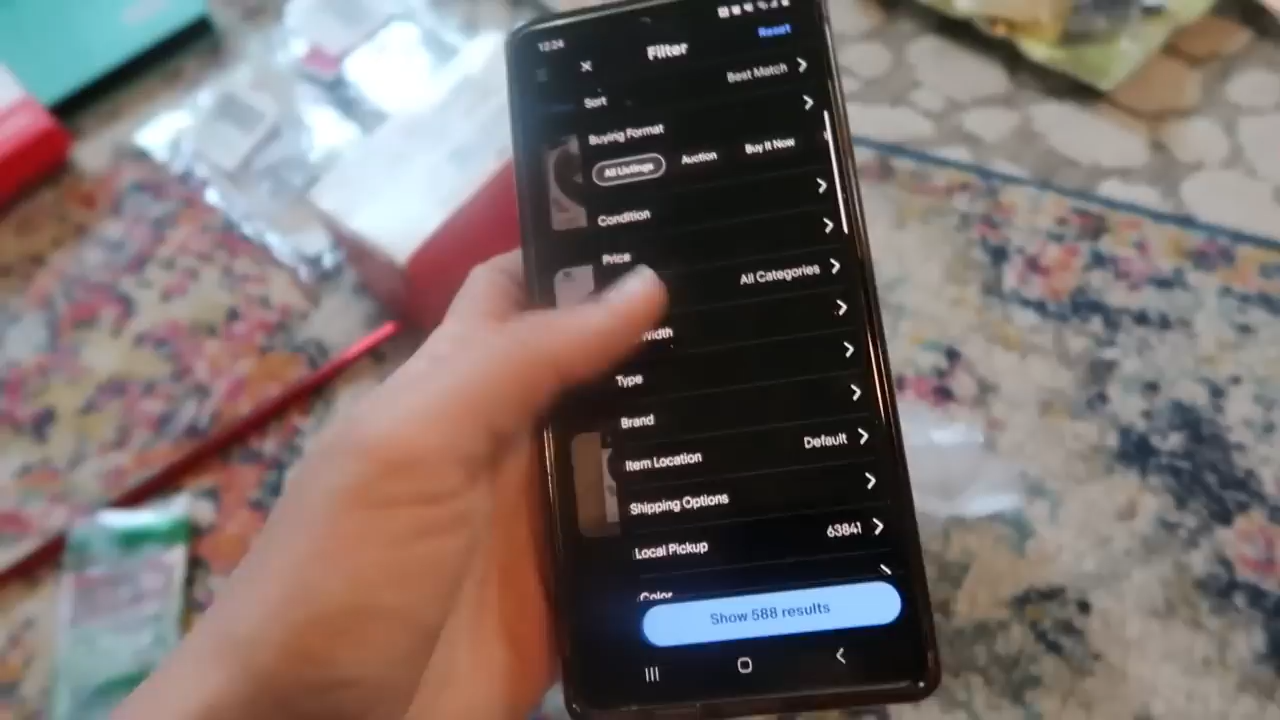 12:24
Filter
Reset
Sort
Best Match
Buying Format
All Listings
Auction
Buy It Now
Condition
Price
All Categories
Width
Type
Brand
Item Location
Default
Shipping Options
Local Pickup
63841
Color
Show 588 results